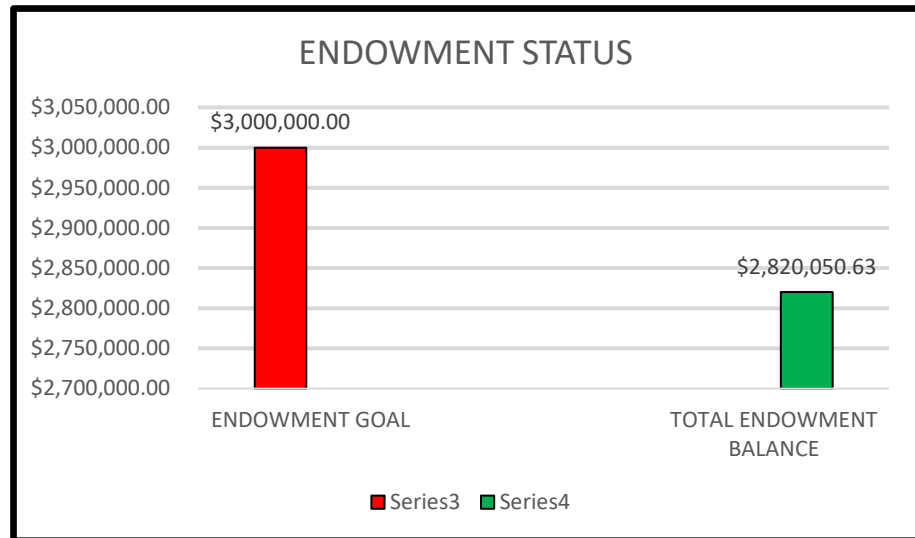 ENDOWMENT STATUS
$3,050,000.00
$3,000,000.00
$3,000,000.00
$2,950,000.00
$2,900,000.00
$2,850,000.00
$2,820,050.63
$2,800,000.00
$2,750,000.00
$2,700,000.00
ENDOWMENT GOAL
TOTAL ENDOWMENT
BALANCE
Series3
Series4